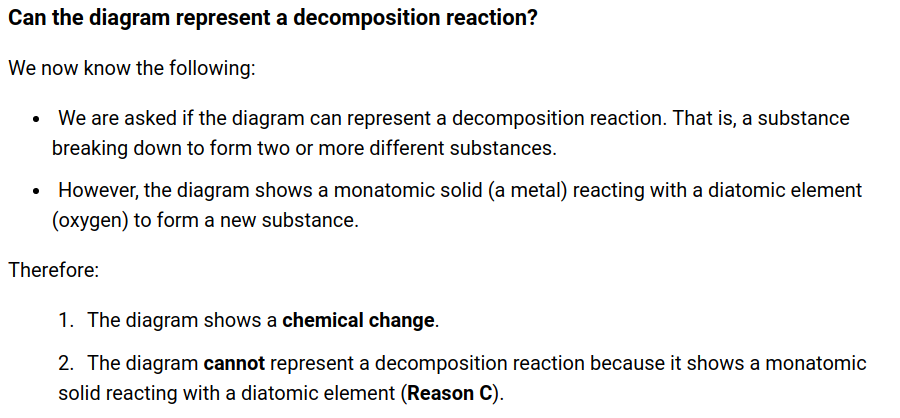 Can the diagram represent a decomposition reaction?
We now know the following:
• We are asked if the diagram can represent a decomposition reaction. That is, a substance
breaking down to form two or more different substances.
• However, the diagram shows a monatomic solid (a metal) reacting with a diatomic element
(oxygen) to form a new substance.
Therefore:
1. The diagram shows a chemical change.
2. The diagram cannot represent a decomposition reaction because it shows a monatomic
solid reacting with a diatomic element (Reason C).